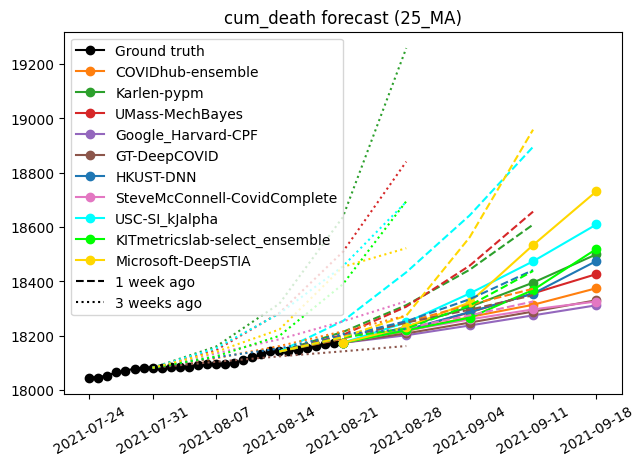 cum_death forecast (25_MA)
Ground truth
COVIDhub-ensemble
Karlen-pypm
UMass-MechBayes
Google_Harvard-CPF
GT-DeepCOVID
HKUST-DNN
SteveMcConnell-CovidComplete
USC-SI_kJalpha
KITmetricslab-select_ensemble
Microsoft-DeepSTIA
1 week ago
3 weeks ago
19200
19000
18800
18600
18400
18200
18000
2021-07-24
2021-07-31
2021-08-07
2021-08-14
2021-08-21
2021-08-28
2021-09-04
2021-09-11
2021-09-18